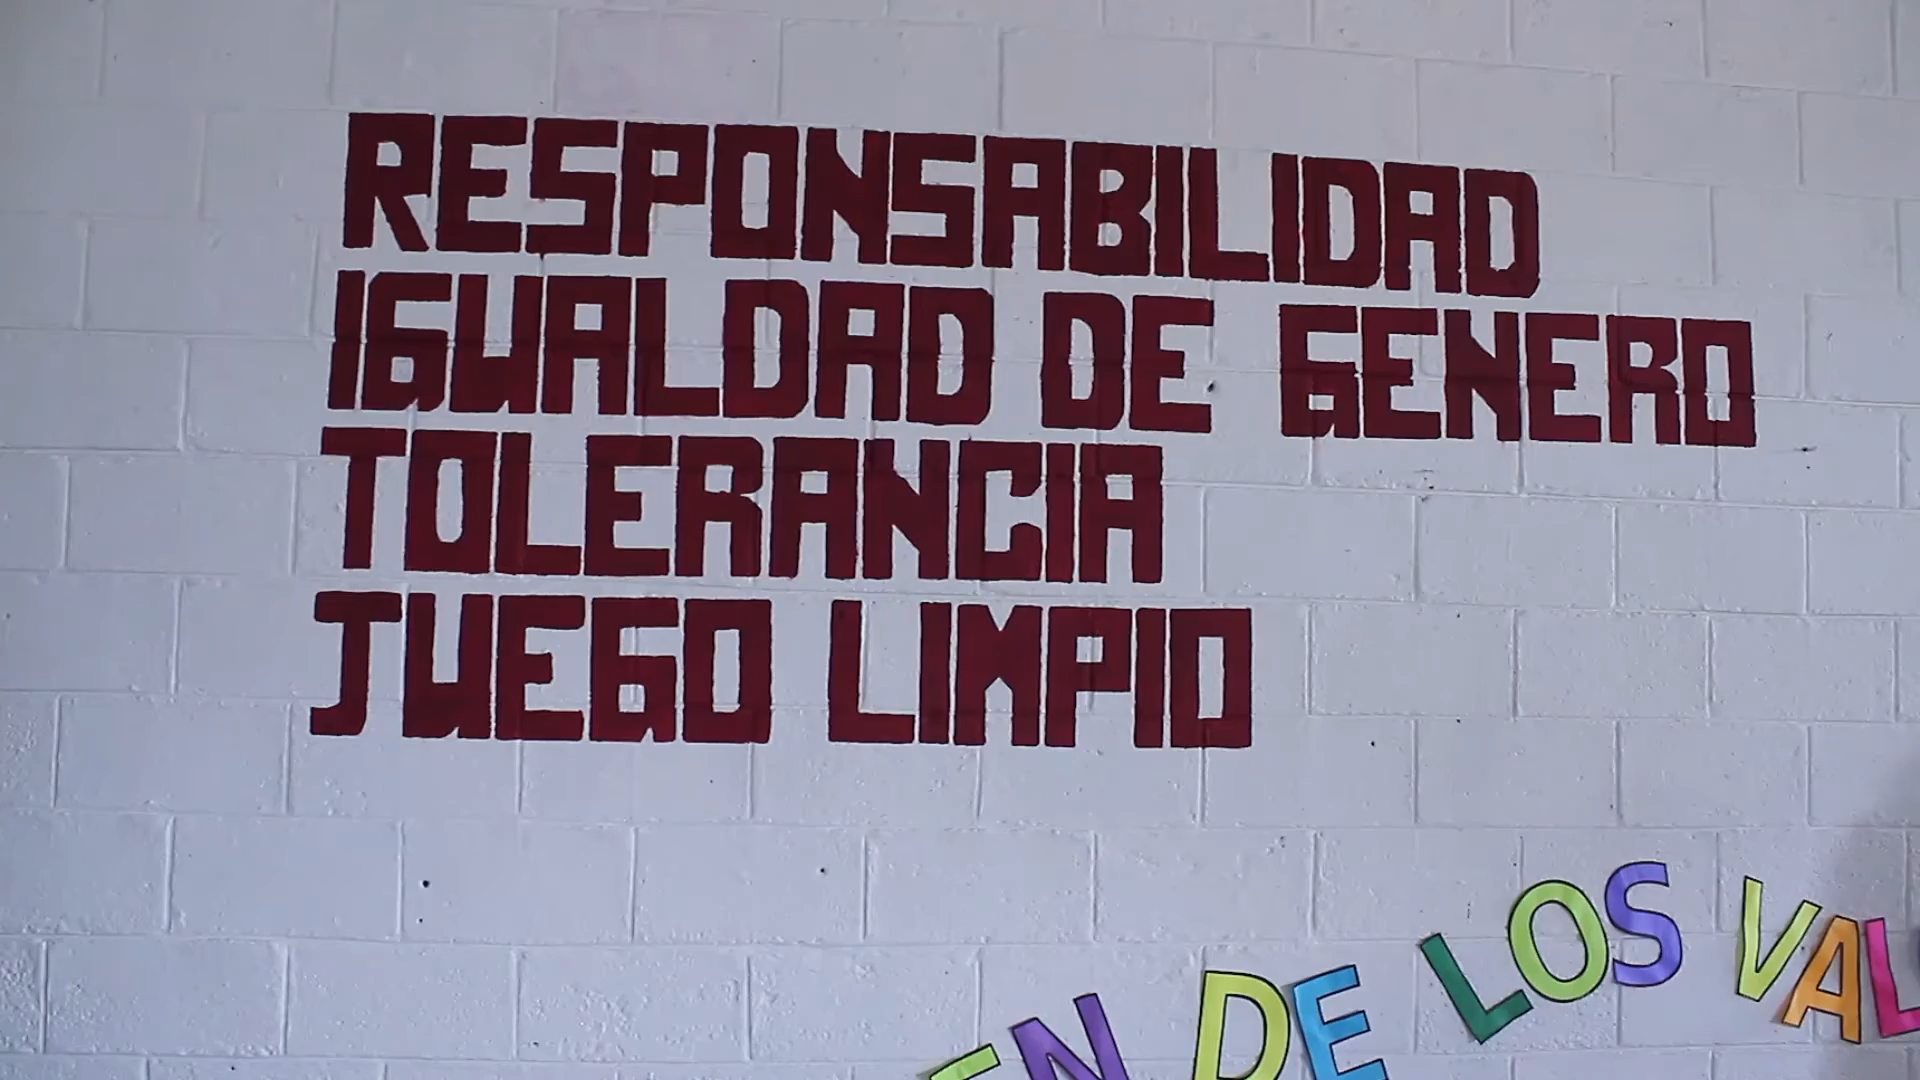 RESPONSABILIDAD
IGUALDAD DE GENERO
TOLERANCIA
JUEGO LIMPIO
DE LOS